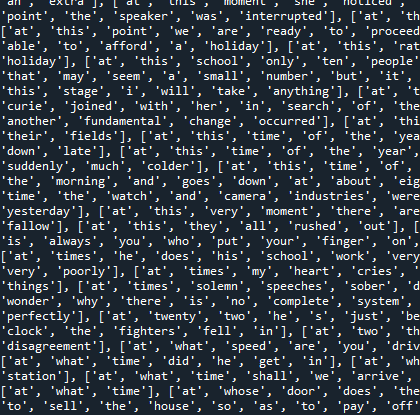 an', 'extra'], ['at', 'this', 'moment', 'she', 'noticed',
point', 'the', 'speaker', 'was', 'interrupted'], ['at', 'th
['at', 'this', 'point', 'we', 'are', 'ready', 'to', 'proceed
able', 'to', 'afford', 'a', 'holiday'], ['at', 'this', 'rat
holiday'], ['at', 'this', 'school', 'only', 'ten', 'people'
'that', 'may', 'seem', 'a', 'small', 'number', 'but', 'it',
'this', 'stage', 'i', 'will', 'take', 'anything'], ['at', 't
'curie', 'joined', 'with', 'her', 'in', 'search', 'of', 'the
'another', 'fundamental', 'change', 'occurred'], ['at', 'thi
'their', 'fields'], ['at', 'this', 'time', 'of', 'the', 'yea
'down', 'late'], ['at', 'this', 'time', 'of', 'the', 'year',
'suddenly', 'much', 'colder'], ['at', 'this', 'time', 'of',
'the', 'morning', 'and', 'goes', 'down', 'at', 'about', 'eig
'time', 'the', 'watch', 'and', 'camera', 'industries', 'were
'yesterday'], ['at', 'this', 'very', 'moment', 'there', 'are
'fallow'], ['at', 'this', 'they', 'all', 'rushed', 'out'], [
'is', 'always', 'you', 'who', 'put', 'your', 'finger', 'on',
['at', 'times', 'he', 'does', 'his', 'school', 'work', 'very
'very', 'poorly'], ['at', 'times', 'my', 'heart', 'cries',
'things'], ['at', 'times', 'solemn', 'speeches', 'sober', 'd
'wonder', 'why', 'there', 'is', 'no', 'complete', 'system',
'perfectly'], ['at', 'twenty', 'two', 'he', 's', 'just', 'be
'clock', 'the', 'fighters', 'fell', 'in'], ['at', 'two', 'th
'disagreement'], ['at', 'what', 'speed', 'are', 'you', 'driv
['at', 'what', 'time', 'did', 'he', 'get', 'in'], ['at', 'wh
'station'], ['at', 'what', 'time', 'shall', 'we', 'arrive',
'at', 'what', 'time'], ['at', 'whose', 'door', 'does', 'the
'to', 'sell', 'the', 'house', 'so', 'as', 'to', 'pay', 'off'